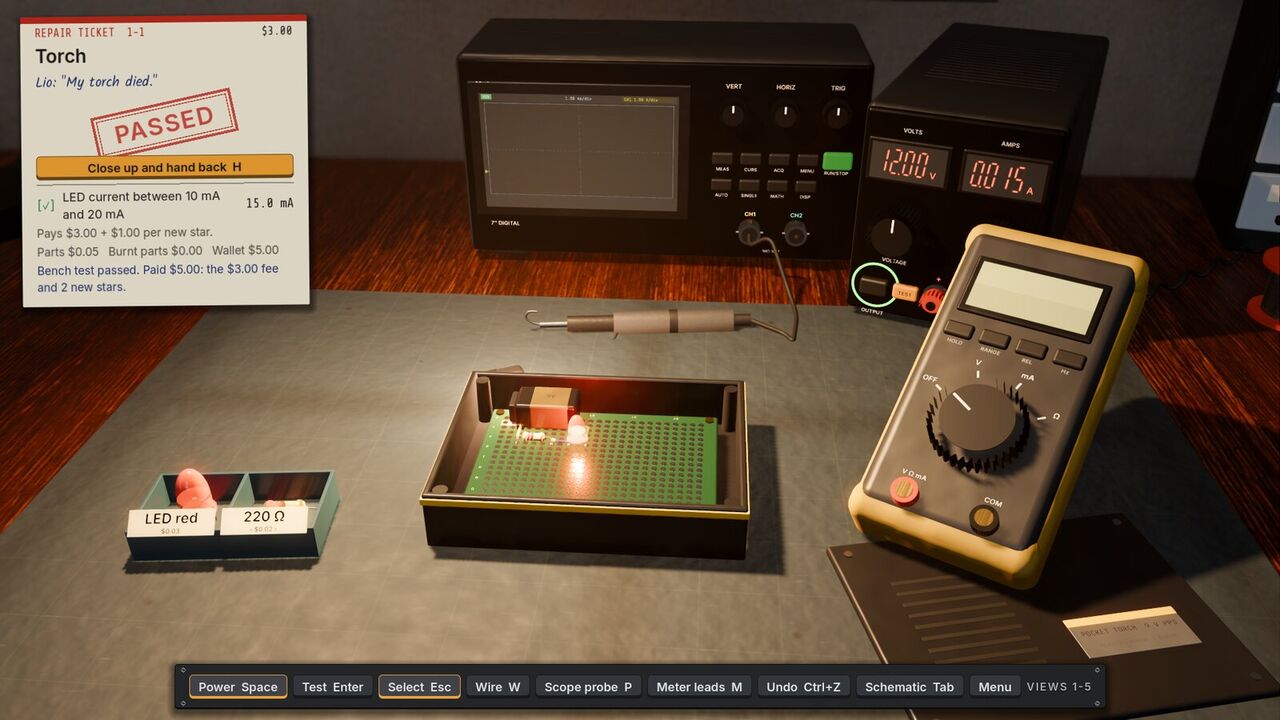 REPAIR TICKET 1-1 $3.00
Torch
Lio: "My torch died."
PASSED
Close up and hand back H
[✓] LED current between 10 mA and 20 mA 15.0 mA
Pays $3.00 + $1.00 per new star.
Parts $0.05 Burnt parts $0.00 Wallet $5.00
Bench test passed. Paid $5.00: the $3.00 fee
and 2 new stars.
VERT HORIZ TRIG
MEAS CURS ACQ MENU RUN/STOP
AUTO SINGLE MATH DISP
CH1 CH2
7" DIGITAL
VOLTS AMPS
12.00 V 0.015 A
VOLTAGE
TEST
OUTPUT
HOLD RANGE REL Hz
OFF V mA Ω
V Ω mA COM
LED red 220 Ω
$0.03 $0.02
POCKET TORCH
Power Space Test Enter Select Esc Wire W Scope probe P Meter leads M Undo Ctrl+Z Schematic Tab Menu VIEWS 1-5